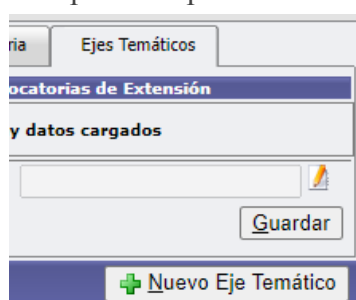 ria Ejes Temáticos
ocatorias de Extensión
y datos cargados
Guardar
Nuevo Eje Temático